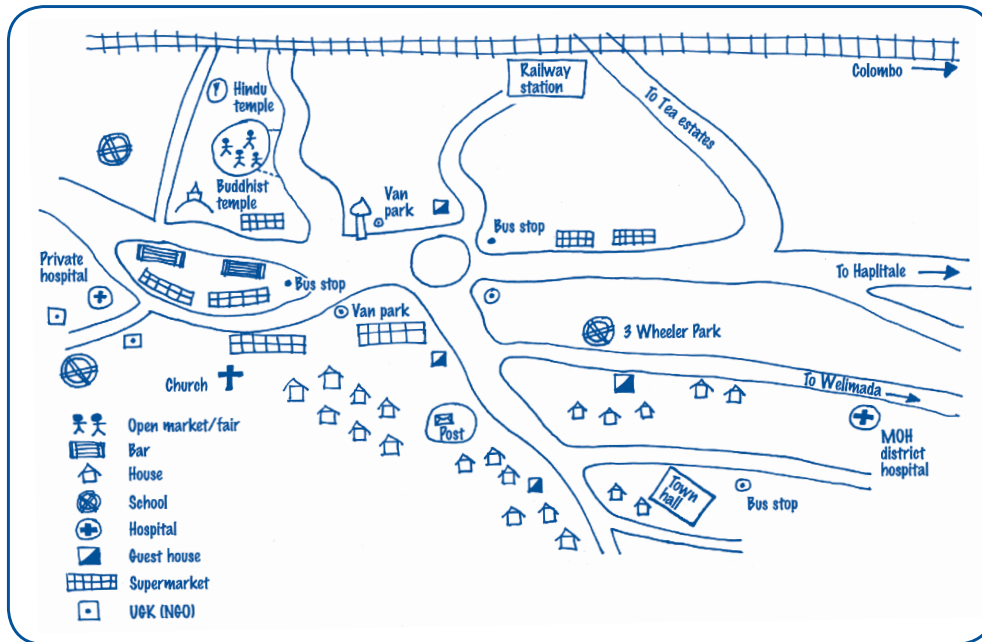 Railway
station
Colombo
Hindu
temple
To Tea estates
Buddhist
temple
Van
park
Bus stop
Private
hospital
Bus stop
To Haplitale
Van park
3 Wheeler Park
Church
To Welimada
Post
MOH
district
hospital
Town
hall
Bus stop
Open market/fair
Bar
House
School
Hospital
Guest house
Supermarket
UGK (NGO)